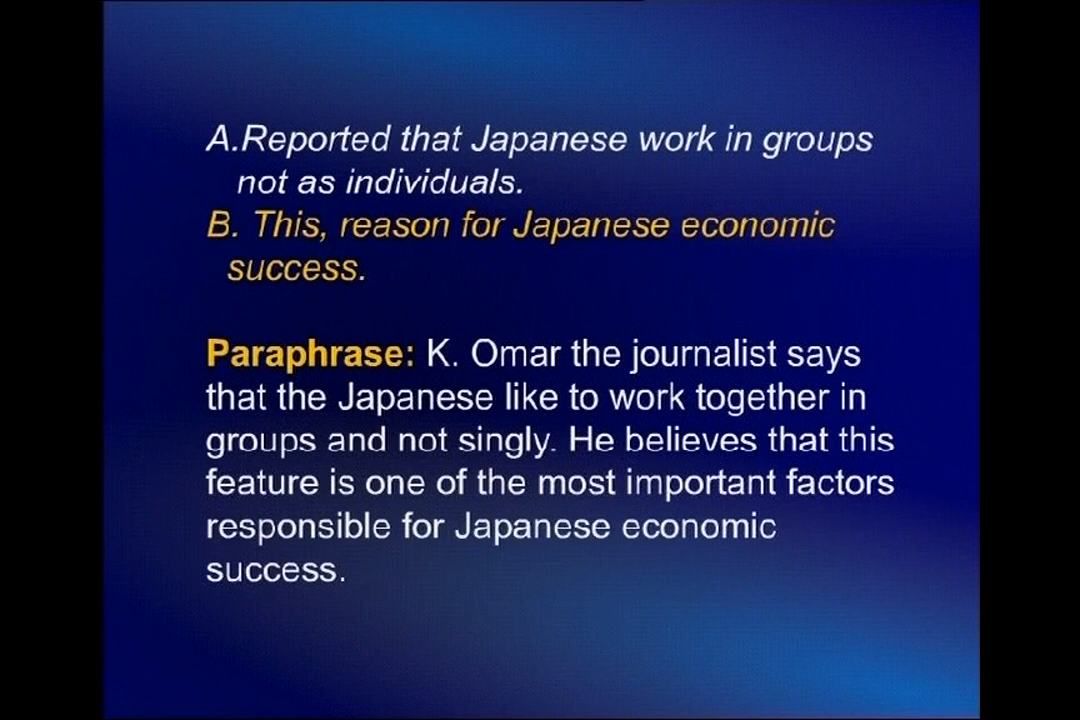 A.Reported that Japanese work in groups
not as individuals.
B. This, reason for Japanese economic
success.
Paraphrase: K. Omar the journalist says
that the Japanese like to work together in
groups and not singly. He believes that this
feature is one of the most important factors
responsible for Japanese economic
success.